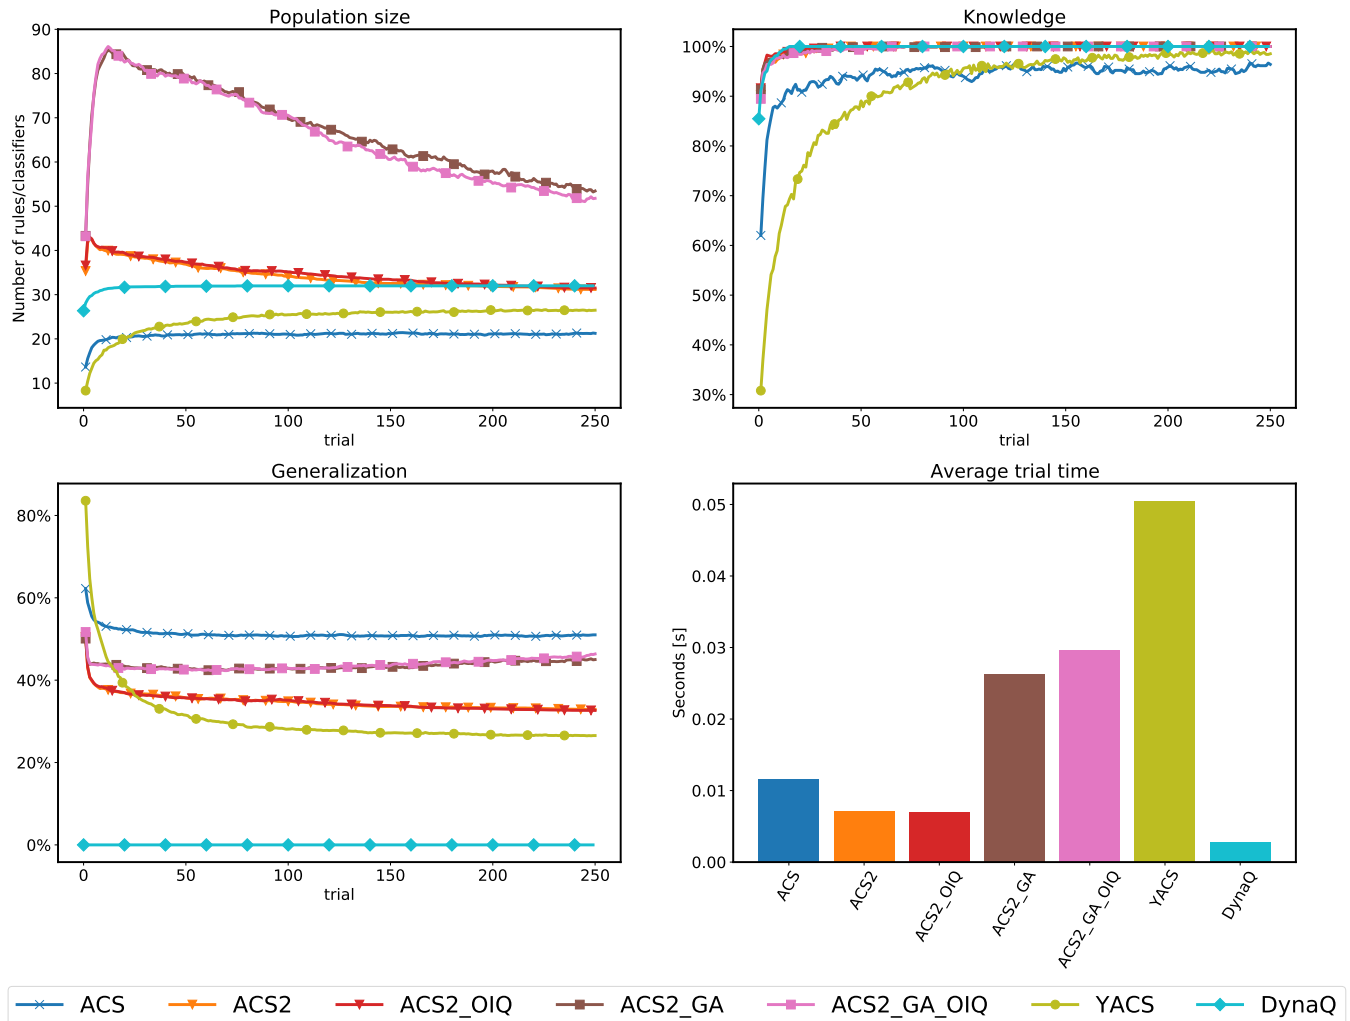 Population size
Number of rules/classifiers
90
80
70
60
50
40
30
20
10
0 50 100 150 200 250
trial
Knowledge
100%
90%
80%
70%
60%
50%
40%
30%
0 50 100 150 200 250
trial
Generalization
80%
60%
40%
20%
0%
0 50 100 150 200 250
trial
Average trial time
Seconds [s]
0.05
0.04
0.03
0.02
0.01
0.00
ACS
ACS2
ACS2_OIQ
ACS2_GA
ACS2_GA_OIQ
YACS
DynaQ
ACS ACS2 ACS2_OIQ ACS2_GA ACS2_GA_OIQ YACS DynaQ